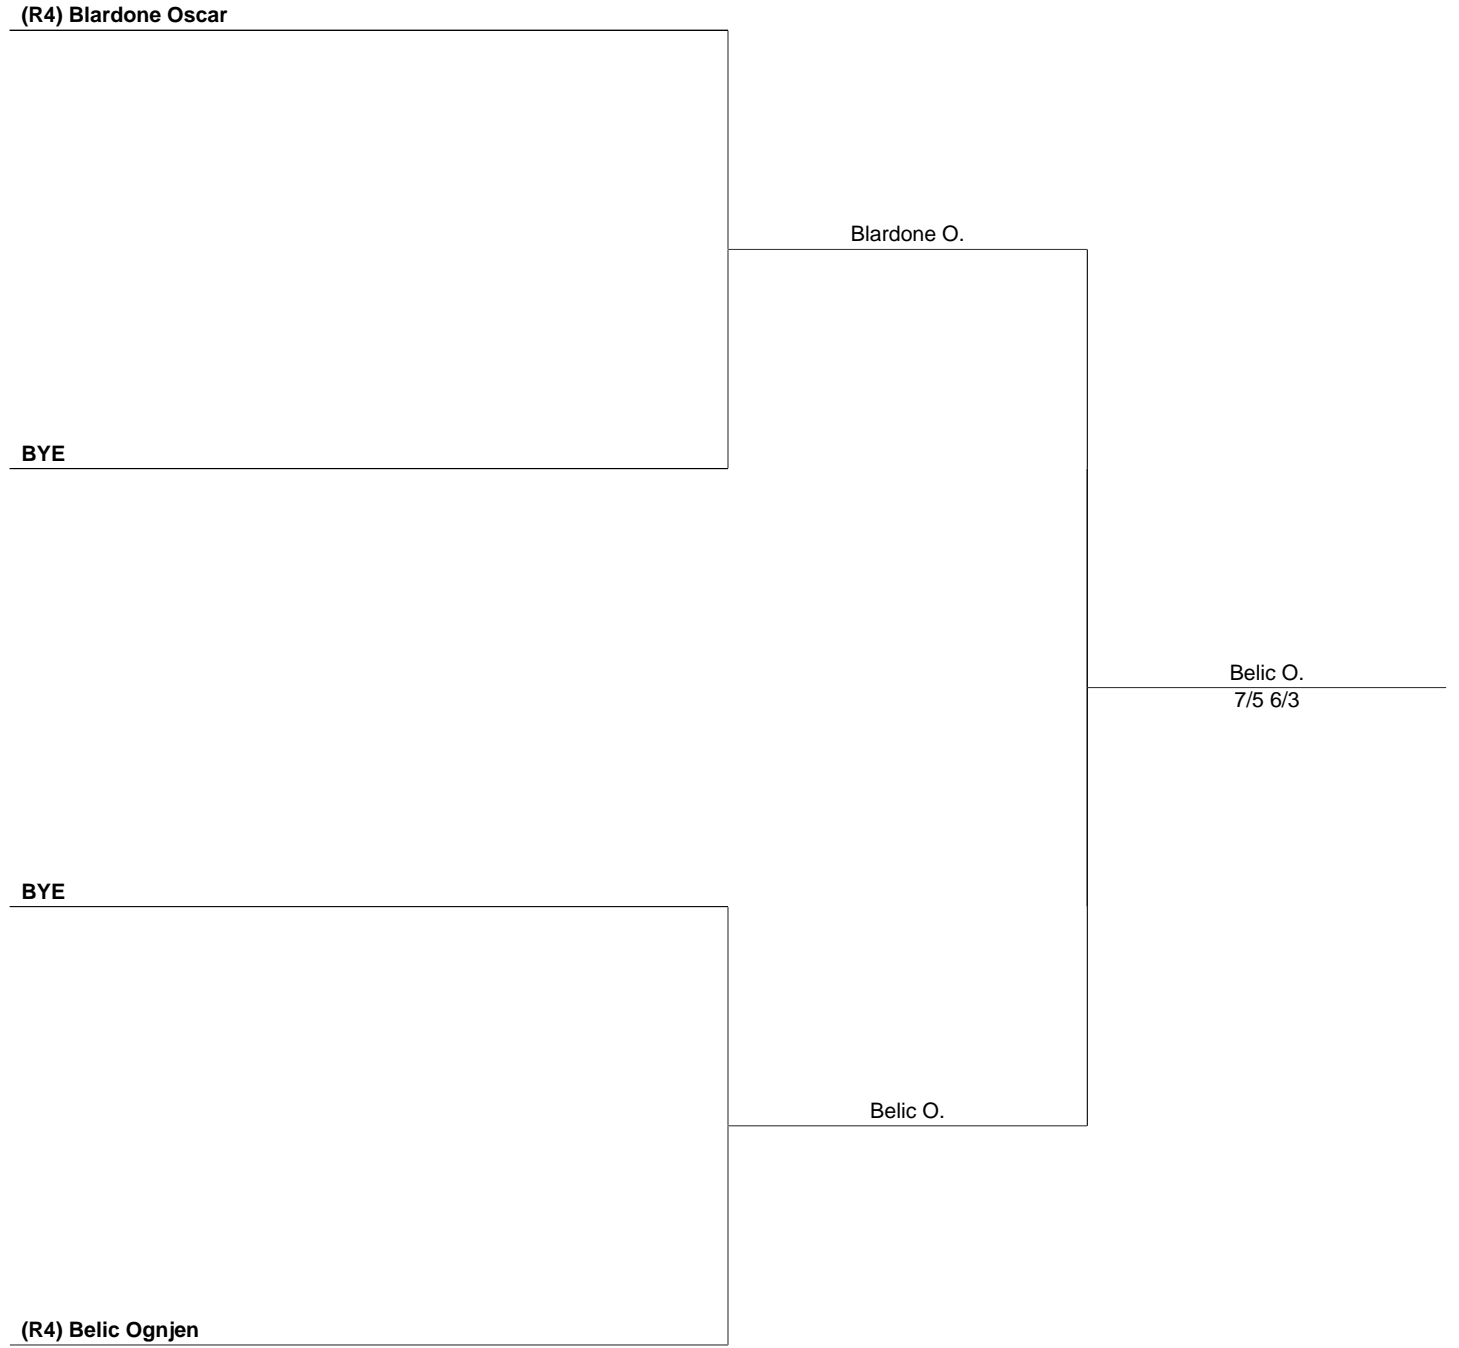 (R4) Blardone Oscar
Blardone O.
BYE
Belic O.
7/5 6/3
BYE
Belic O.
(R4) Belic Ognjen